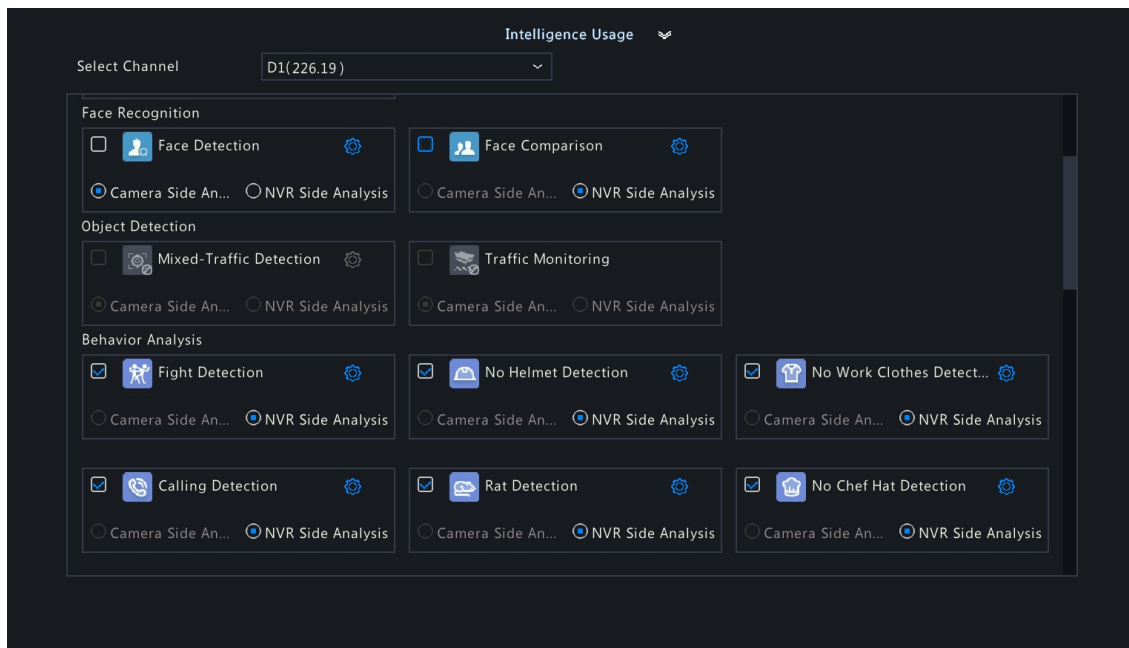 Intelligence Usage
Select Channel D1(226.19)
Face Recognition
Face Detection Face Comparison
Camera Side An... NVR Side Analysis Camera Side An... NVR Side Analysis
Object Detection
Mixed-Traffic Detection Traffic Monitoring
Camera Side An... NVR Side Analysis Camera Side An... NVR Side Analysis
Behavior Analysis
Fight Detection No Helmet Detection No Work Clothes Detect...
Camera Side An... NVR Side Analysis Camera Side An... NVR Side Analysis Camera Side An... NVR Side Analysis
Calling Detection Rat Detection No Chef Hat Detection
Camera Side An... NVR Side Analysis Camera Side An... NVR Side Analysis Camera Side An... NVR Side Analysis